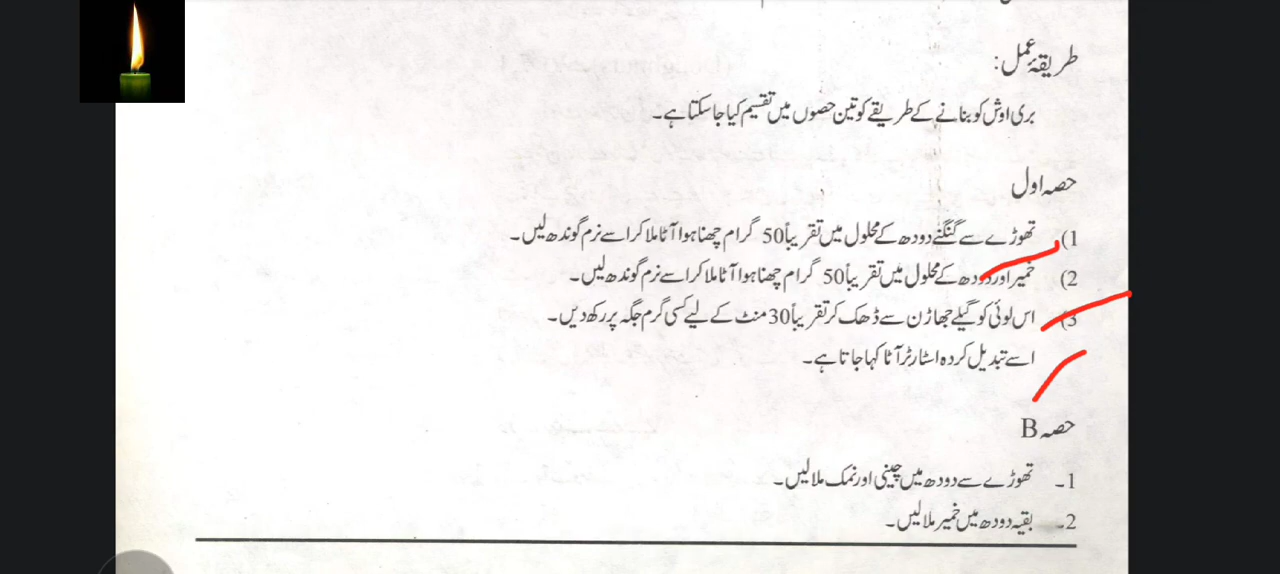 طریقۂ عمل:
بری اوش کو بنانے کے طریقے کو تین حصوں میں تقسیم کیا جاسکتا ہے۔
حصہ اول
1) تھوڑے سے گنگنے دودھ کے محلول میں تقریباً 50 گرام چھنا ہوا آٹا ملا کر اسے نرم گوندھ لیں۔
2) خمیر اور دودھ کے محلول میں تقریباً 50 گرام چھنا ہوا آٹا ملا کر اسے نرم گوندھ لیں۔
3) اس لوئی کو گیلے جھاڑن سے ڈھک کر تقریباً 30 منٹ کے لیے کسی گرم جگہ پر رکھ دیں۔
اسے تبدیل کردہ اسٹارٹر آٹا کہا جاتا ہے۔
حصہ B
1۔ تھوڑے سے دودھ میں چینی اور نمک ملالیں۔
2۔ بقیہ دودھ میں خمیر ملالیں۔